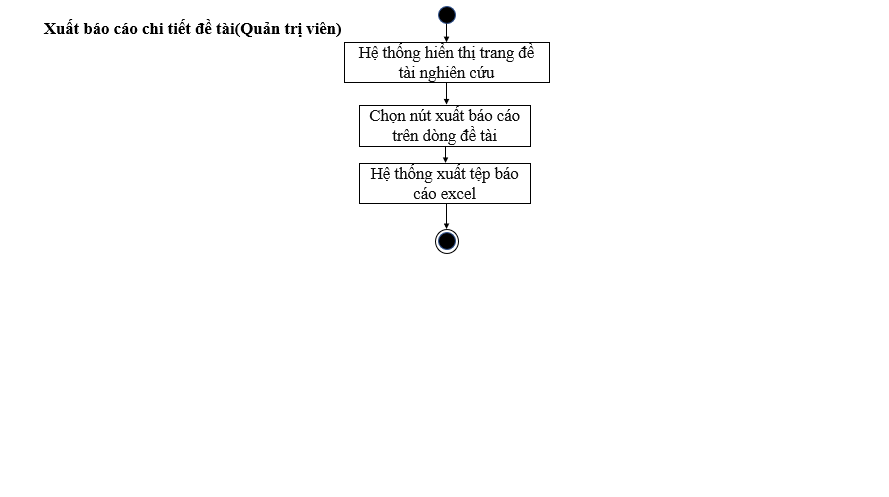 Xuất báo cáo chi tiết đề tài(Quản trị viên)
Hệ thống hiển thị trang đề
tài nghiên cứu
Chọn nút xuất báo cáo
trên dòng đề tài
Hệ thống xuất tệp báo
cáo excel